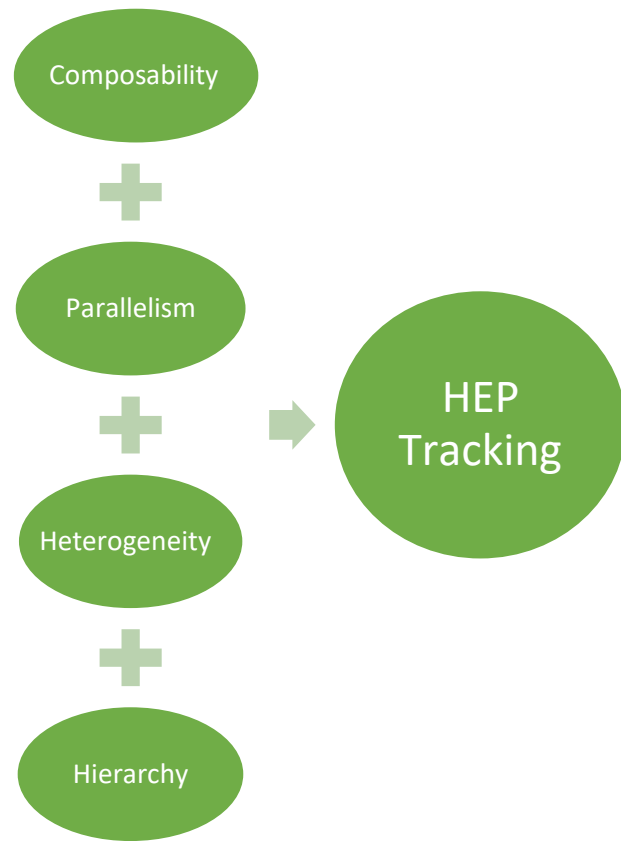 Composability
Parallelism
Heterogeneity
Hierarchy
HEP
Tracking